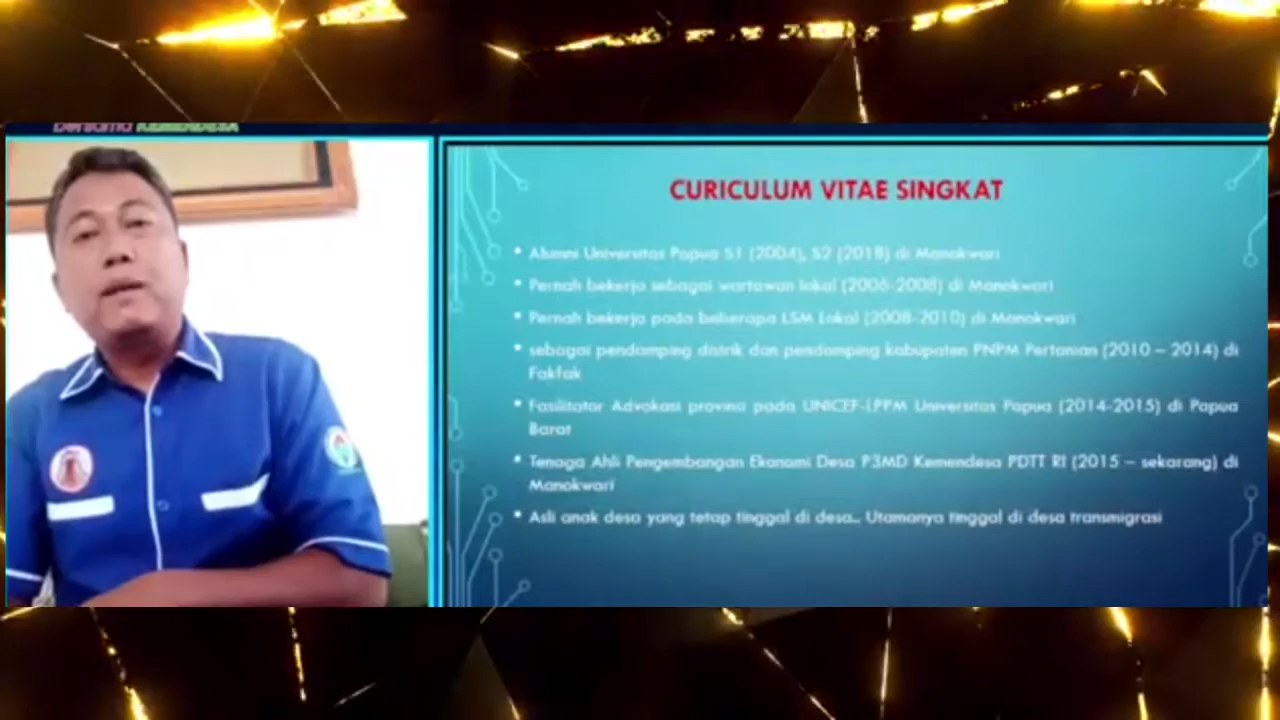 CURICULUM VITAE SINGKAT
• Alumni Universitas Papua S1 (2004), S2 (2018) di Manokwari
• Pernah bekerja sebagai wartawan lokal (2006-2008) di Manokwari
• Pernah bekerja pada beberapa LSM Lokal (2008-2010) di Manokwari
• sebagai pendamping distrik dan pendamping kabupaten PNPM Pertanian (2010 – 2014) di
Fakfak
• Fasilitator Advokasi provinsi pada UNICEF-LPPM Universitas Papua (2014-2015) di Papua
Barat
• Tenaga Ahli Pengembangan Ekonomi Desa P3MD Kemendesa PDTT RI (2015 – sekarang) di
Manokwari
• Asli anak desa yang tetap tinggal di desa... Utamanya tinggal di desa transmigrasi